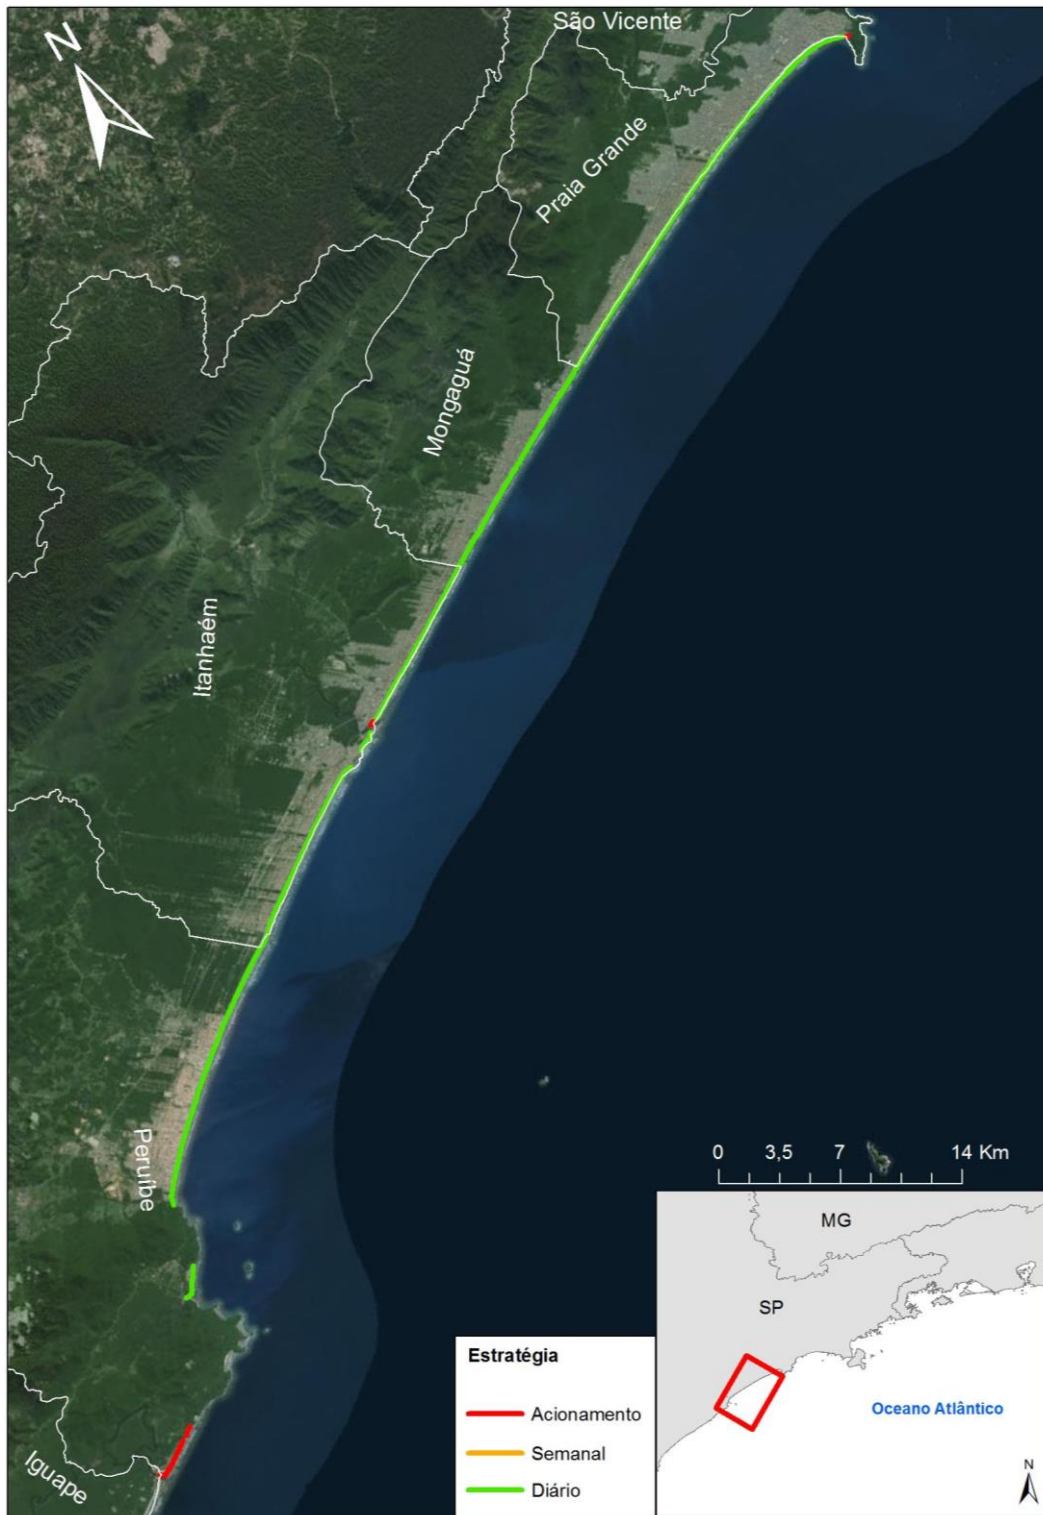 N
São Vicente
Praia Grande
Mongaguá
Itanhaém
Peruíbe
Iguape
0 3,5 7 14 Km
MG
SP
Oceano Atlântico
N
Estratégia
Acionamento
Semanal
Diário